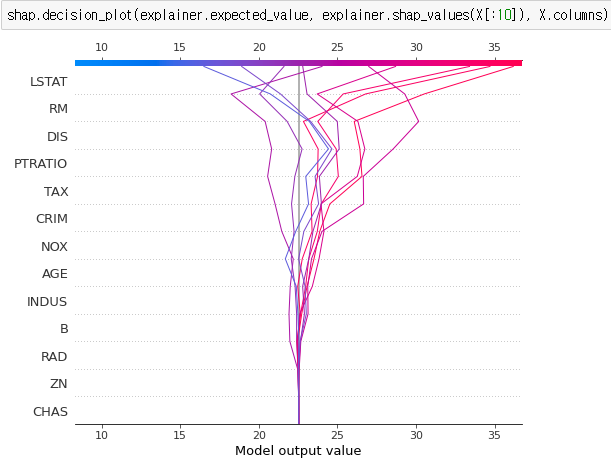 shap.decision_plot(explainer.expected_value, explainer.shap_values(X[:10]), X.columns)
10 15 20 25 30 35
LSTAT
RM
DIS
PTRATIO
TAX
CRIM
NOX
AGE
INDUS
B
RAD
ZN
CHAS
10 15 20 25 30 35
Model output value